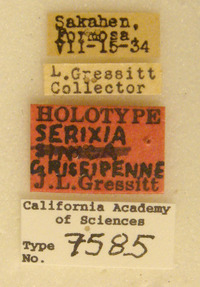 Sakahen,
Formosa,
VII-15-34
L.Gressitt
Collector
HOLOTYPE
SERIXIA
GRISEIPENNE
J.L.Gressitt
California Academy
of Sciences
Type
No. 7585